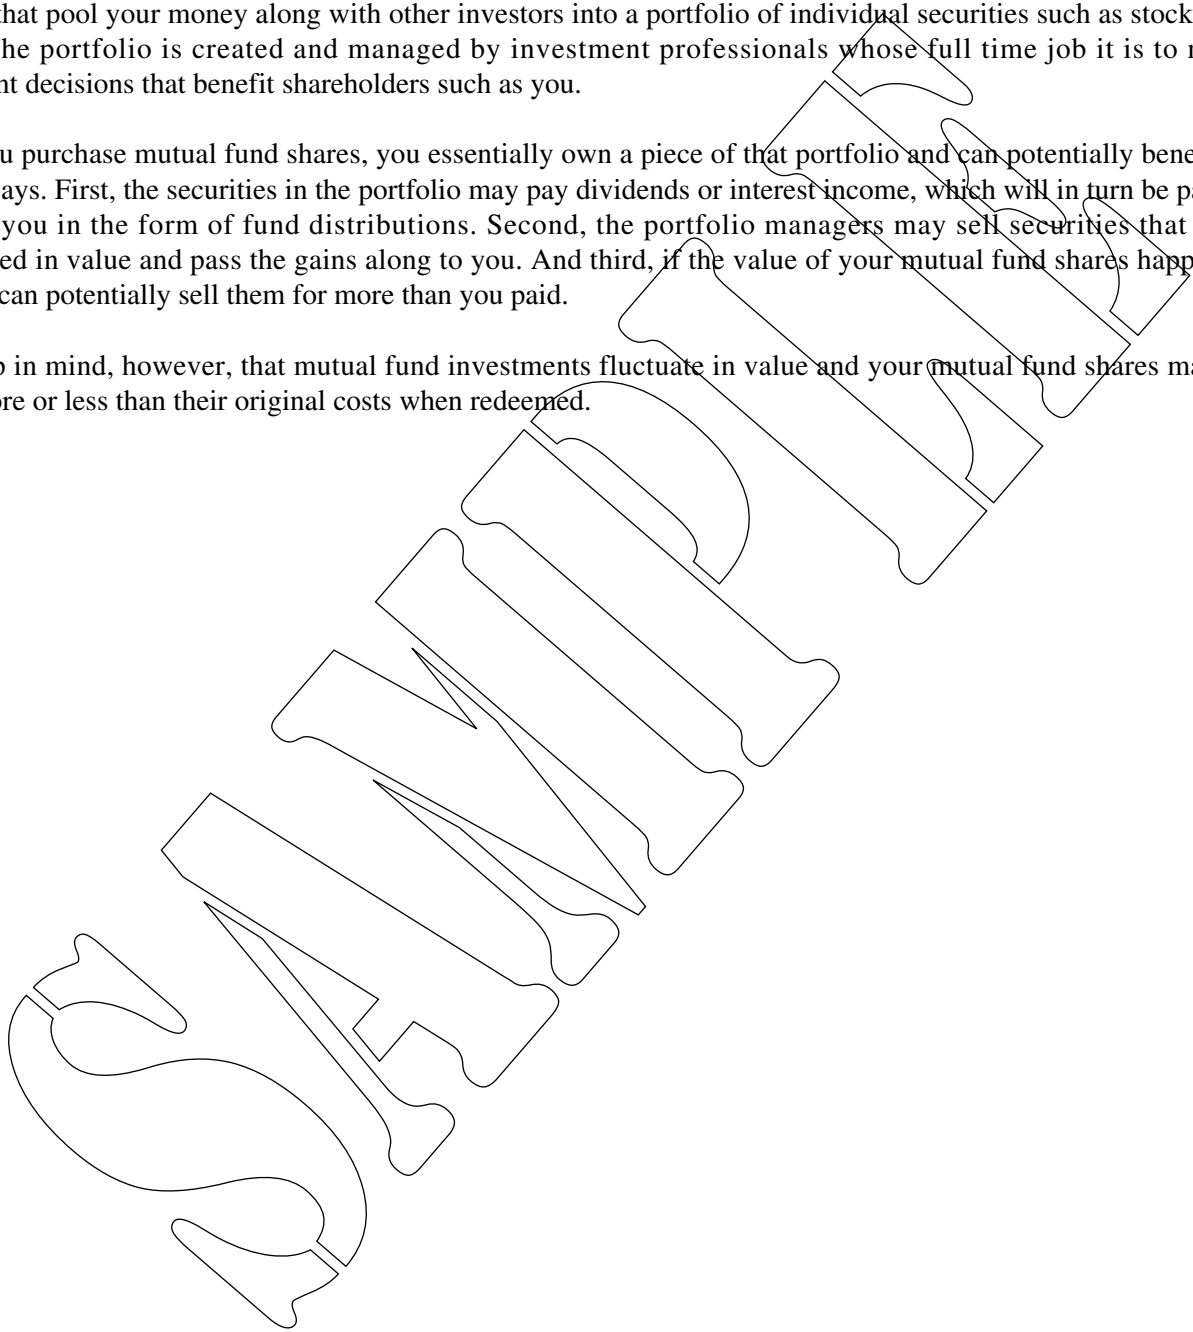 that pool your money along with other investors into a portfolio of individual securities such as stock
he portfolio is created and managed by investment professionals whose full time job it is to
nt decisions that benefit shareholders such as you.
u purchase mutual fund shares, you essentially own a piece of that portfolio and can potentially bene
ays. First, the securities in the portfolio may pay dividends or interest income, which will in turn be pa
you in the form of fund distributions. Second, the portfolio managers may sell securities that
ed in value and pass the gains along to you. And third, if the value of your mutual fund shares happ
can potentially sell them for more than you paid.
p in mind, however, that mutual fund investments fluctuate in value and your mutual fund shares ma
ore or less than their original costs when redeemed.
SAMPLE